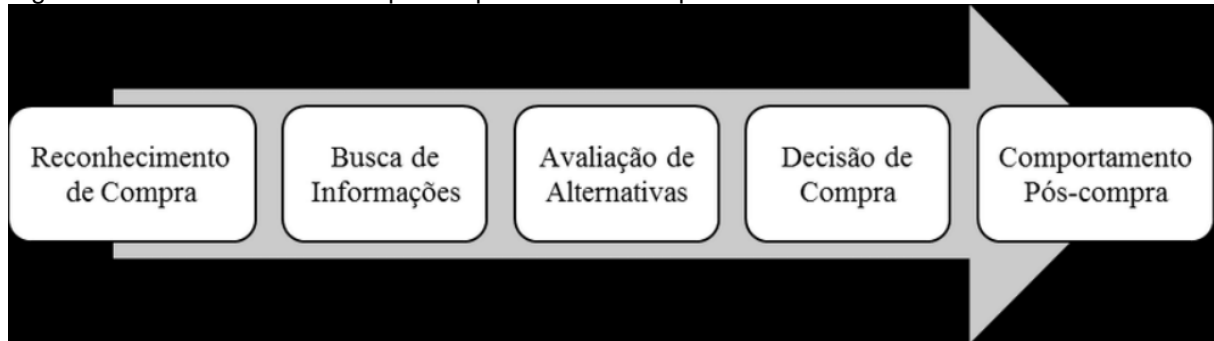 Reconhecimento
de Compra
Busca de
Informações
Avaliação de
Alternativas
Decisão de
Compra
Comportamento
Pós-compra